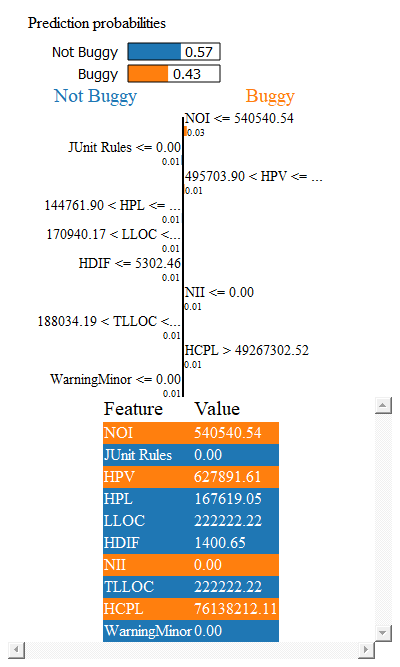 Prediction probabilities
Not Buggy 0.57
Buggy 0.43
Not Buggy Buggy
NOI <= 540540.54
0.03
JUnit Rules <= 0.00
0.01
495703.90 < HPV <= ...
0.01
144761.90 < HPL <= ...
0.01
170940.17 < LLOC <...
0.01
HDIF <= 5302.46
0.01
NII <= 0.00
0.01
188034.19 < TLLOC <...
0.01
HCPL > 49267302.52
0.01
WarningMinor <= 0.00
0.01
Feature Value
NOI 540540.54
JUnit Rules 0.00
HPV 627891.61
HPL 167619.05
LLOC 222222.22
HDIF 1400.65
NII 0.00
TLLOC 222222.22
HCPL 76138212.11
WarningMinor 0.00